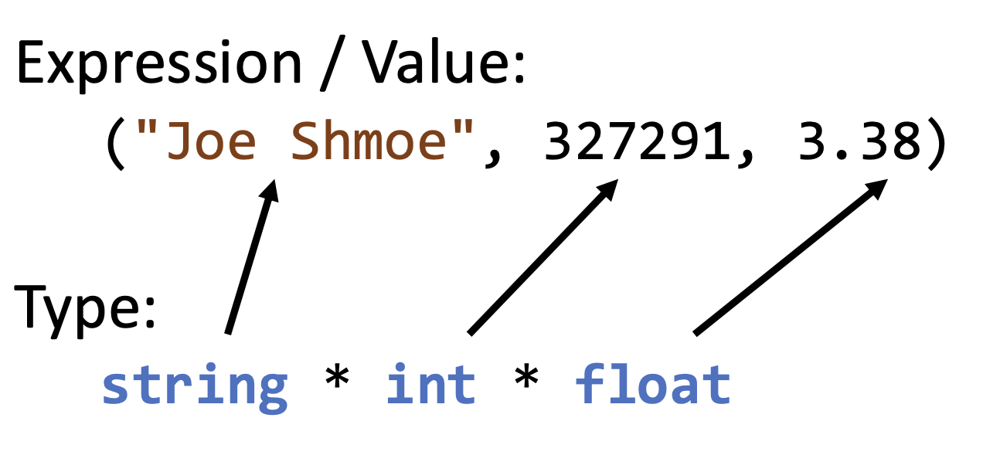 Expression / Value:
("Joe Shmoe", 327291, 3.38)
Type:
string * int * float